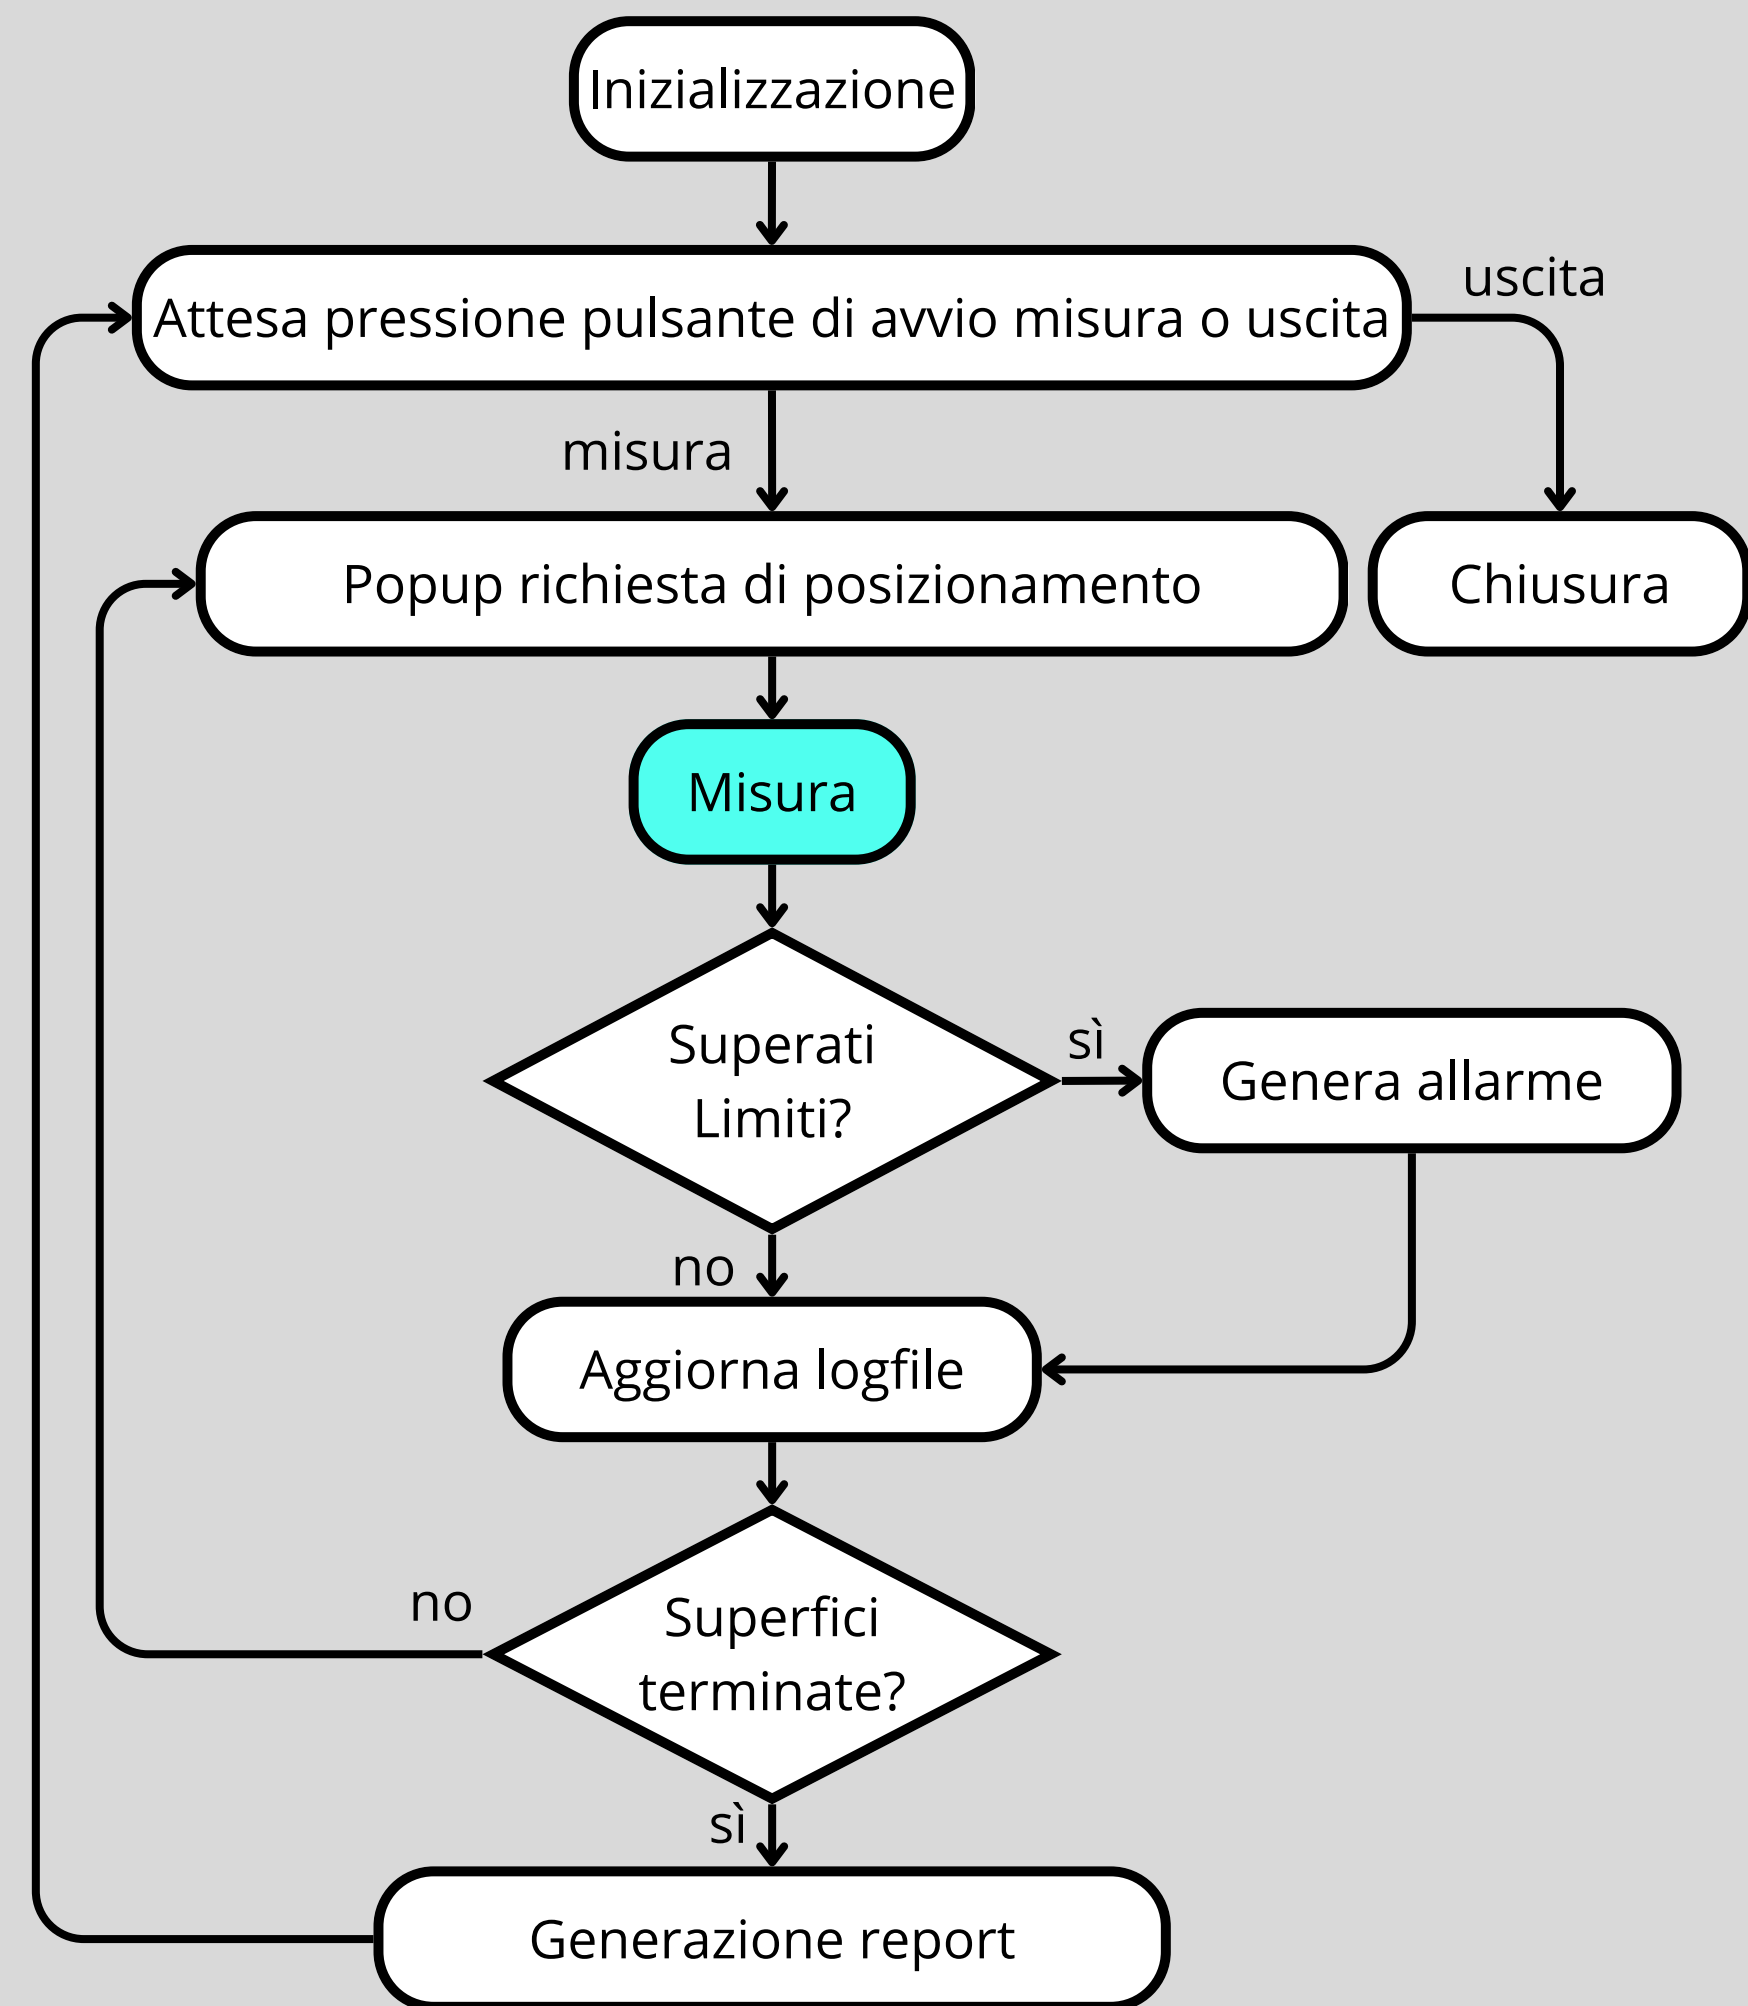 Inizializzazione
uscita
Attesa pressione pulsante di avvio misura o uscita
misura
Popup richiesta di posizionamento
Chiusura
Misura
Superati
Limiti?
sì
Genera allarme
no
Aggiorna logfile
no
Superfici
terminate?
sì
Generazione report